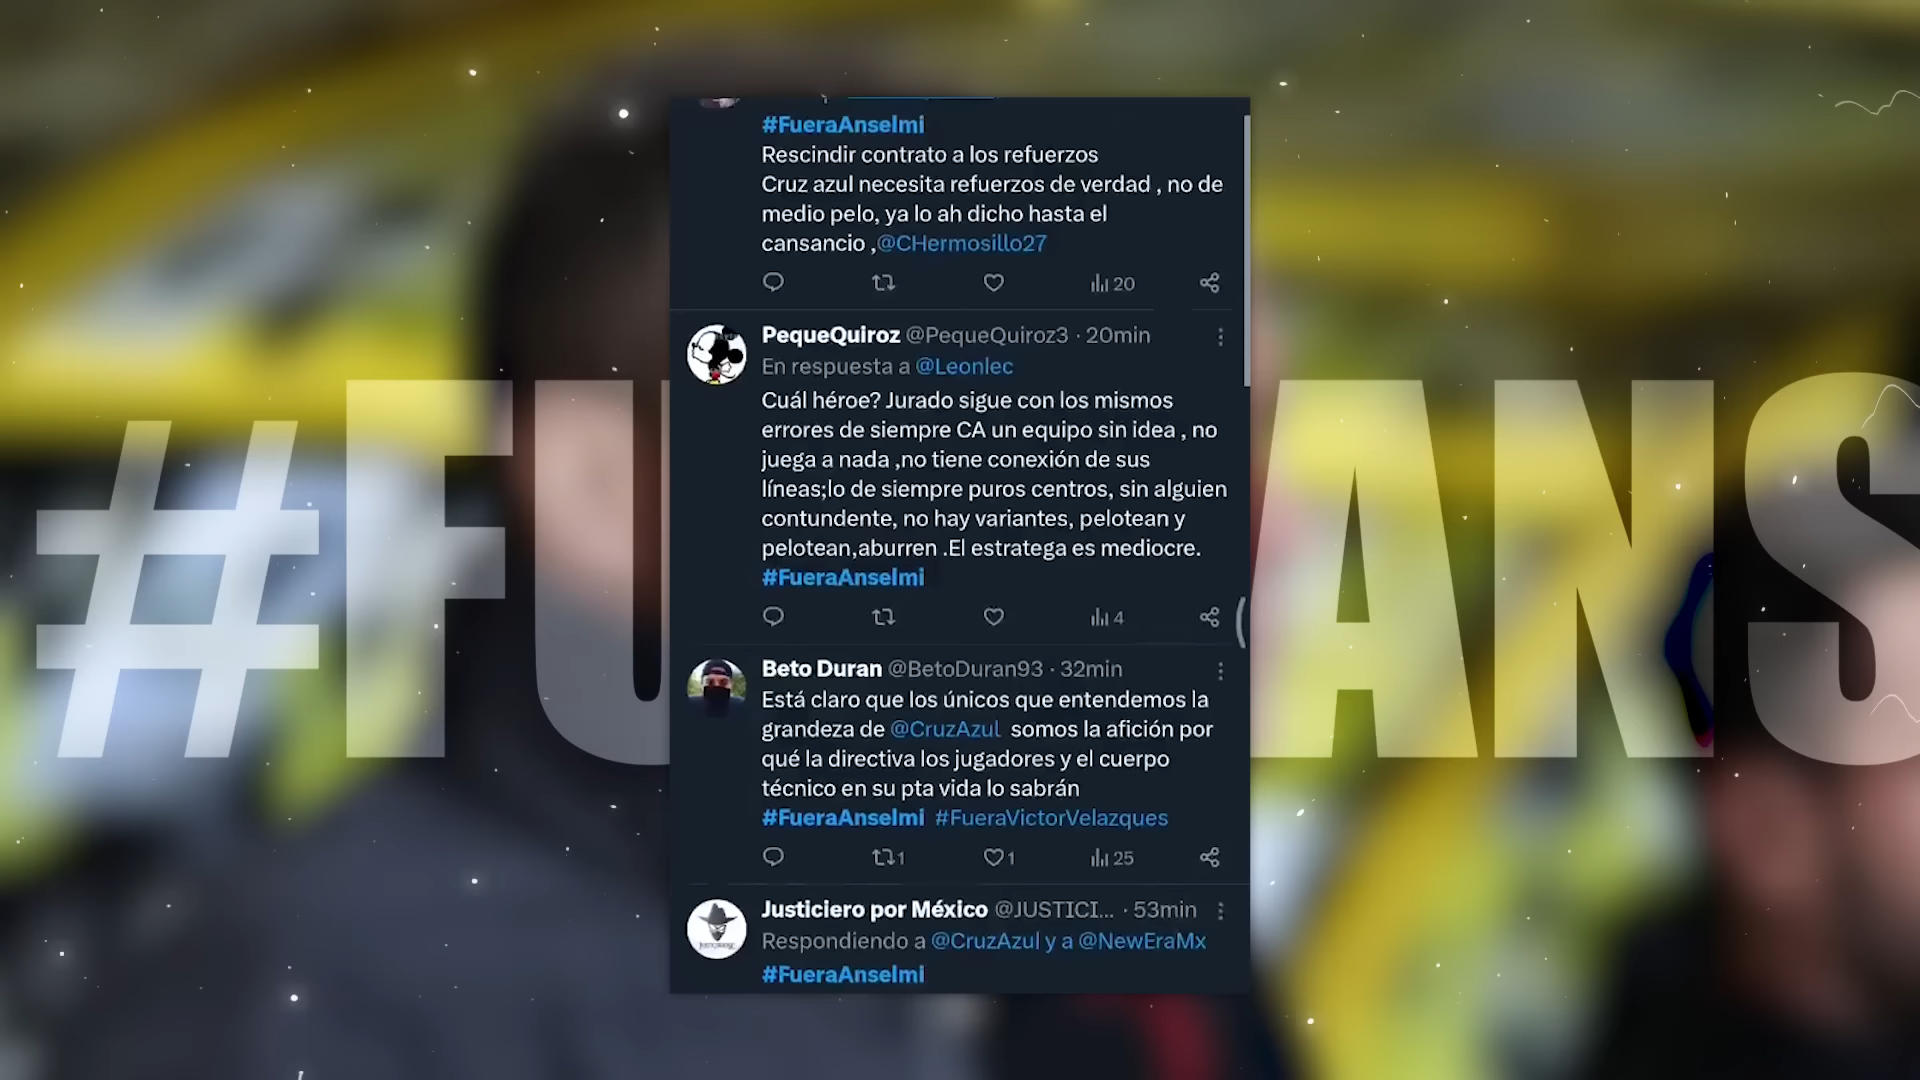 #FueraAnselmi
Rescindir contrato a los refuerzos
Cruz azul necesita refuerzos de verdad , no de
medio pelo, ya lo ah dicho hasta el
cansancio ,@CHermosillo27
20
PequeQuiroz @PequeQuiroz3 · 20min
En respuesta a @Leonlec
Cuál héroe? Jurado sigue con los mismos
errores de siempre CA un equipo sin idea , no
juega a nada ,no tiene conexión de sus
líneas;lo de siempre puros centros, sin alguien
contundente, no hay variantes, pelotean y
pelotean,aburren .El estratega es mediocre.
#FueraAnselmi
4
Beto Duran @BetoDuran93 · 32min
Está claro que los únicos que entendemos la
grandeza de @CruzAzul somos la afición por
qué la directiva los jugadores y el cuerpo
técnico en su pta vida lo sabrán
#FueraAnselmi #FueraVictorVelazques
1 1 25
Justiciero por México @JUSTICI... · 53min
Respondiendo a @CruzAzul y a @NewEraMx
#FueraAnselmi
#FU ANS